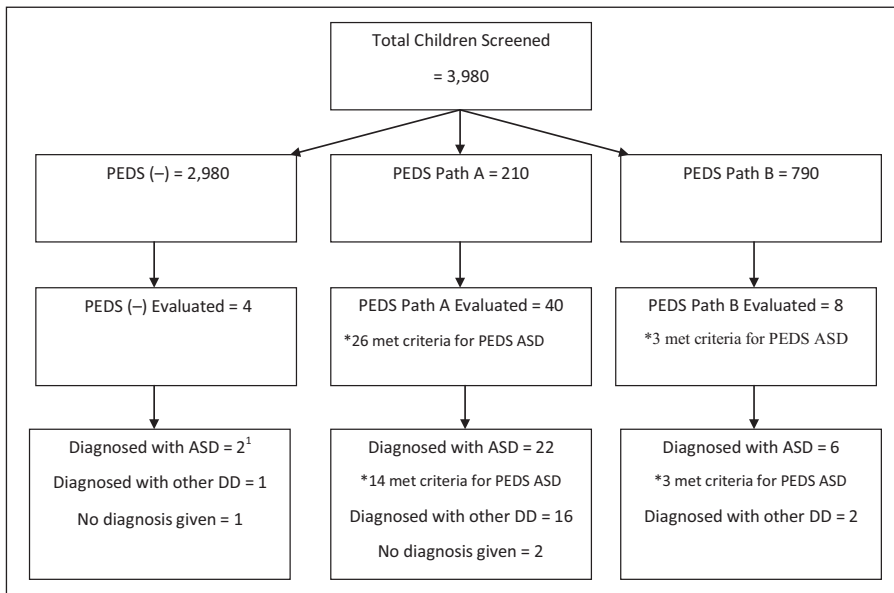 Total Children Screened
= 3,980
PEDS (–) = 2,980
PEDS Path A = 210
PEDS Path B = 790
PEDS (–) Evaluated = 4
PEDS Path A Evaluated = 40
*26 met criteria for PEDS ASD
PEDS Path B Evaluated = 8
*3 met criteria for PEDS ASD
Diagnosed with ASD = 2¹
Diagnosed with other DD = 1
No diagnosis given = 1
Diagnosed with ASD = 22
*14 met criteria for PEDS ASD
Diagnosed with other DD = 16
No diagnosis given = 2
Diagnosed with ASD = 6
*3 met criteria for PEDS ASD
Diagnosed with other DD = 2